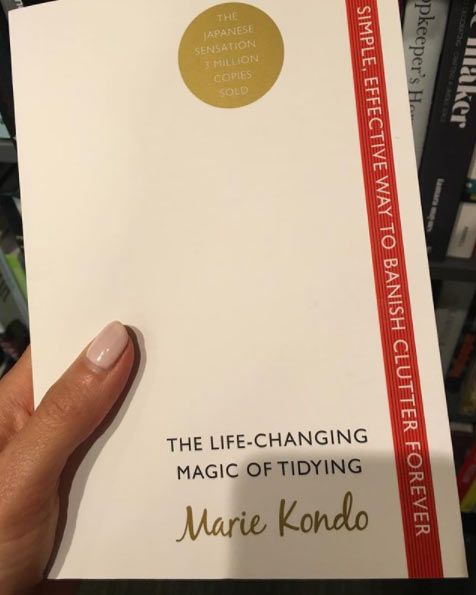 THE
JAPANESE
SENSATION
3 MILLION
COPIES
SOLD
SIMPLE, EFFECTIVE WAY TO BANISH CLUTTER FOREVER
THE LIFE-CHANGING
MAGIC OF TIDYING
Marie Kondo